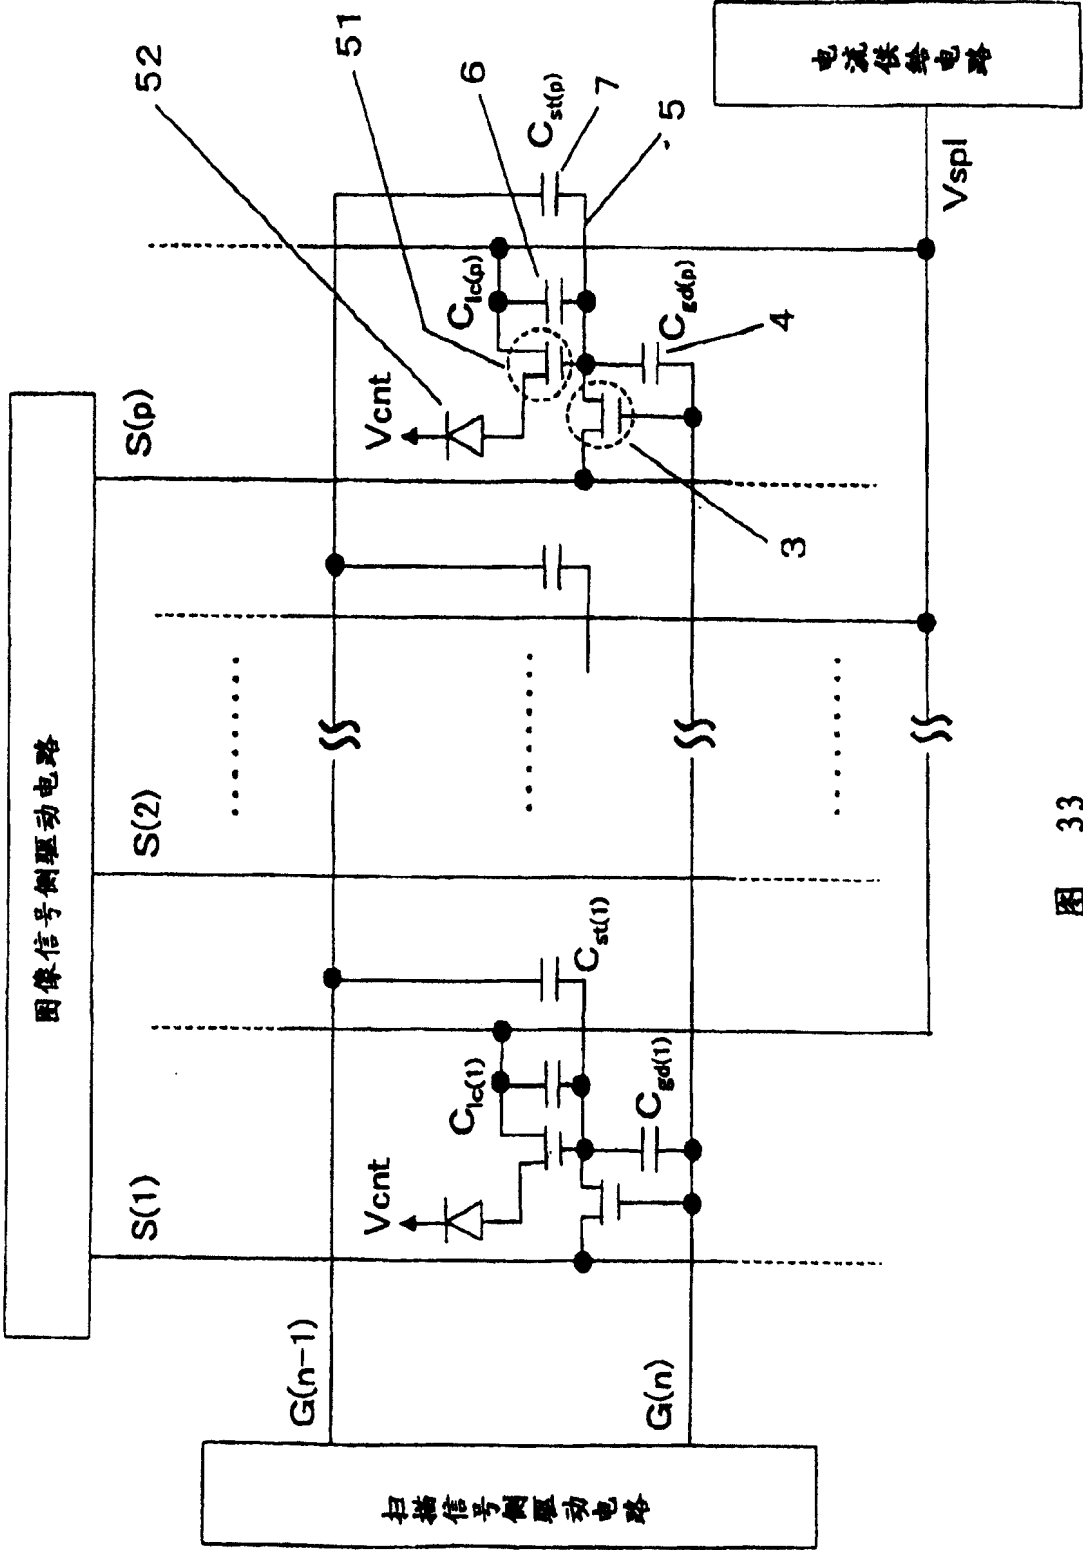 图像信号侧驱动电路
S(1)
S(2)
S(p)
52
51
6
C_st(p)
7
5
电流供给电路
Vspl
G(n-1)
Vcnt
C_lc(1)
C_st(1)
C_gd(1)
Vcnt
C_lc(p)
C_gd(p)
4
3
G(n)
扫描信号侧驱动电路
图 33